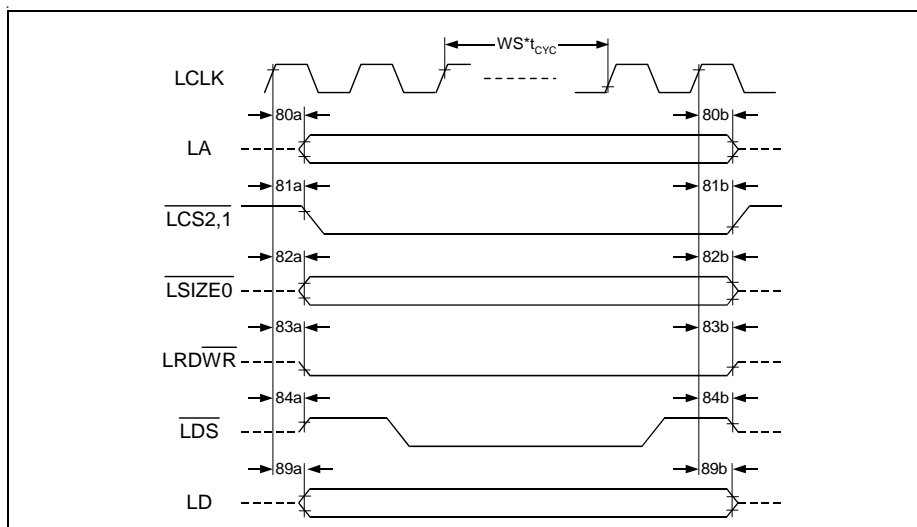 WS*tCYC
LCLK
80a 80b
LA
81a 81b
LCS2,1
82a 82b
LSIZE0
83a 83b
LRDWR
84a 84b
LDS
89a 89b
LD